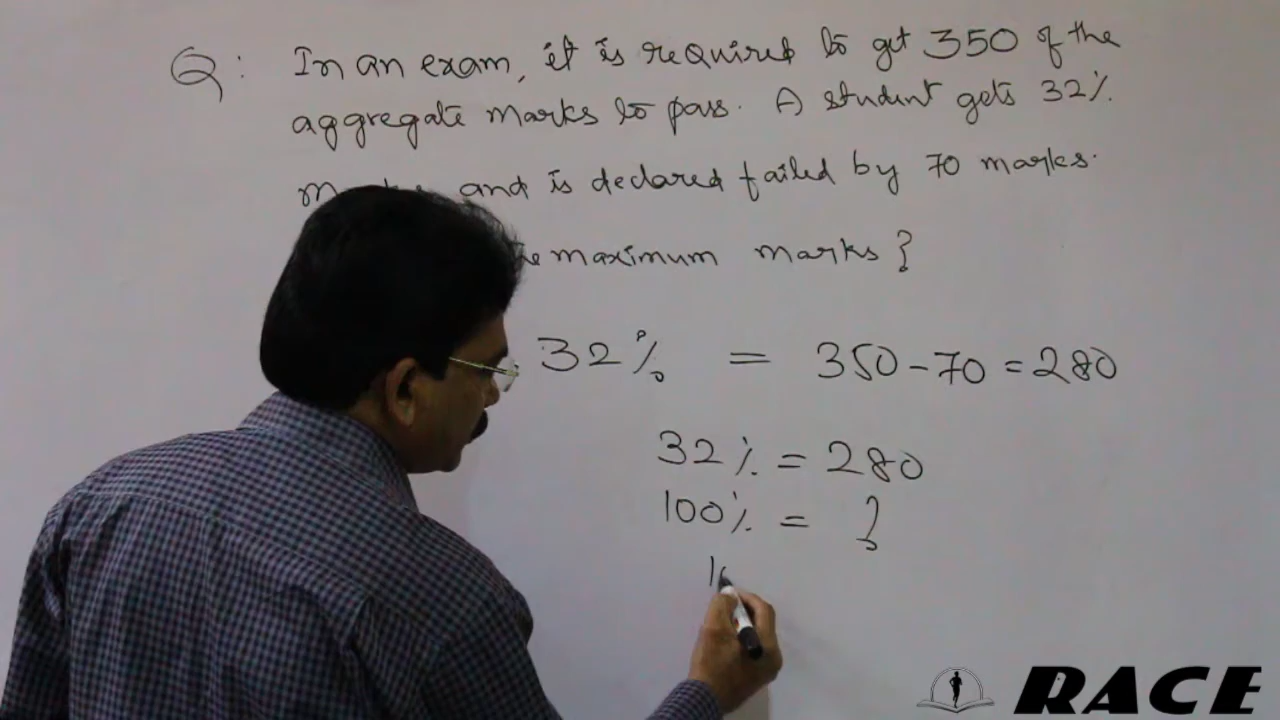 Q: In an exam, it is required to get 350 of the
aggregate marks to pass. A student gets 32%
and is declared failed by 70 marks.
maximum marks?
32% = 350-70=280
32% = 280
100% = ?
RACE